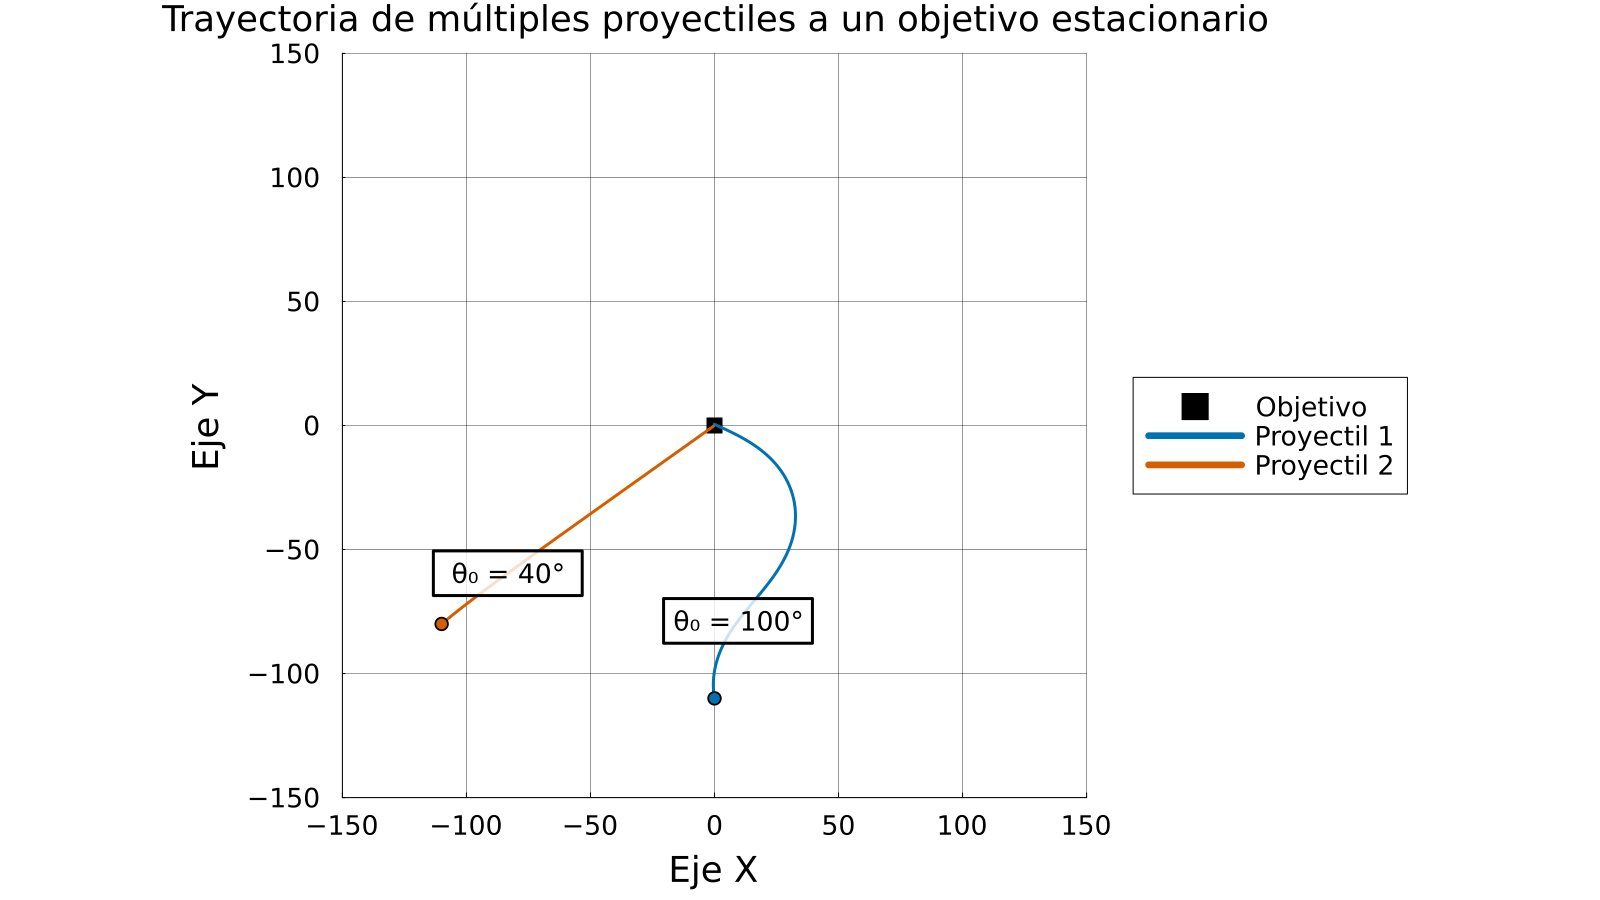 Trayectoria de múltiples proyectiles a un objetivo estacionario
150
100
50
0
−50
−100
−150
Eje Y
θ₀ = 40°
θ₀ = 100°
−150 −100 −50 0 50 100 150
Eje X
Objetivo
Proyectil 1
Proyectil 2